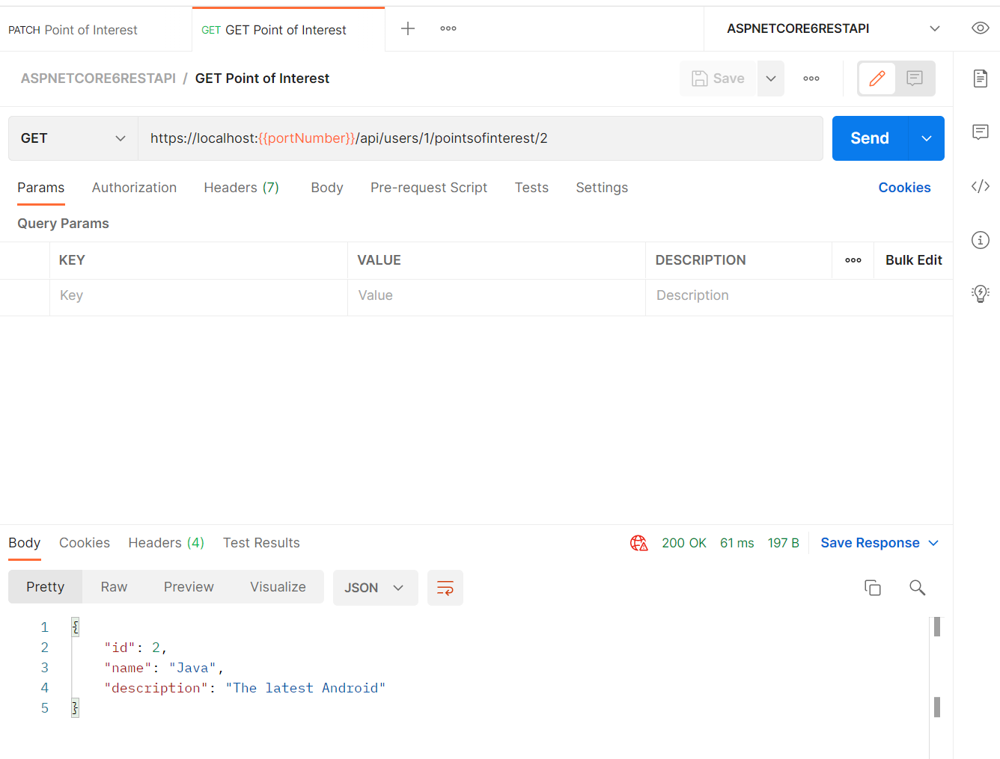 PATCH Point of Interest
GET GET Point of Interest
ASPNETCORE6RESTAPI
ASPNETCORE6RESTAPI / GET Point of Interest
Save
GET
https://localhost:{{portNumber}}/api/users/1/pointsofinterest/2
Send
Params Authorization Headers (7) Body Pre-request Script Tests Settings Cookies
Query Params
KEY VALUE DESCRIPTION Bulk Edit
Key Value Description
Body Cookies Headers (4) Test Results 200 OK 61 ms 197 B Save Response
Pretty Raw Preview Visualize JSON
1 {
2 "id": 2,
3 "name": "Java",
4 "description": "The latest Android"
5 }